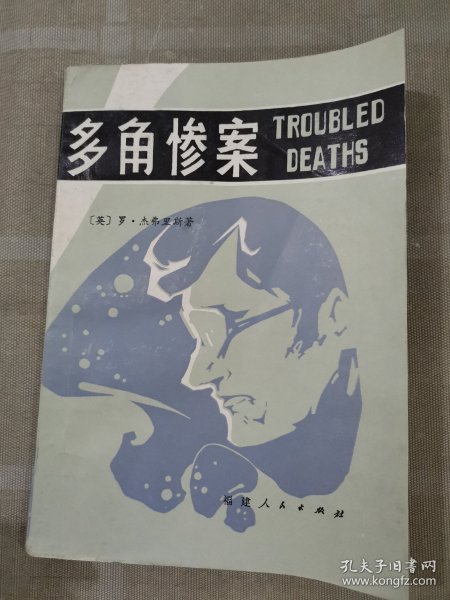 多角惨案
TROUBLED
DEATHS
〔英〕罗·杰弗里斯著
福建人民出版社
孔夫子旧书网
www.kongfz.com